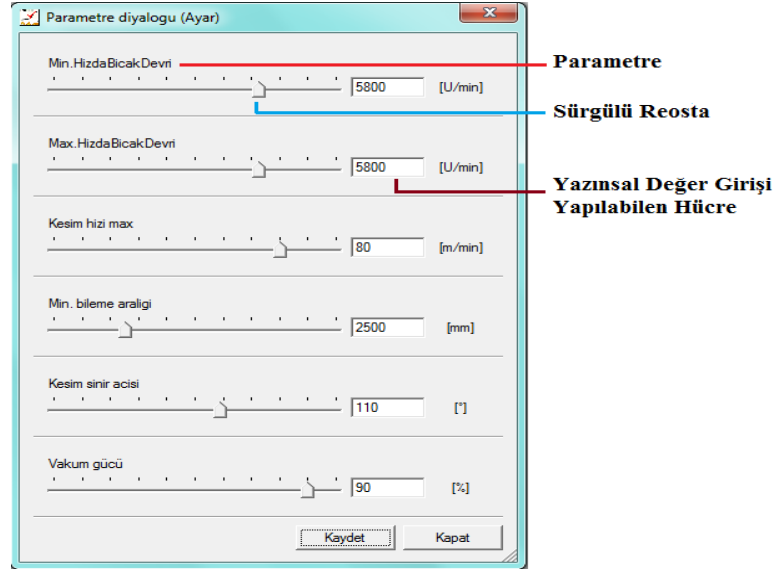 Parametre diyalogu (Ayar)
Min.HizdaBicakDevri
5800 [U/min]
Max.HizdaBicakDevri
5800 [U/min]
Kesim hizi max
80 [m/min]
Min. bileme araligi
2500 [mm]
Kesim sinir acisi
110 [°]
Vakum gücü
90 [%]
Kaydet Kapat
Parametre
Sürgülü Reosta
Yazınsal Değer Girişi
Yapılabilen Hücre